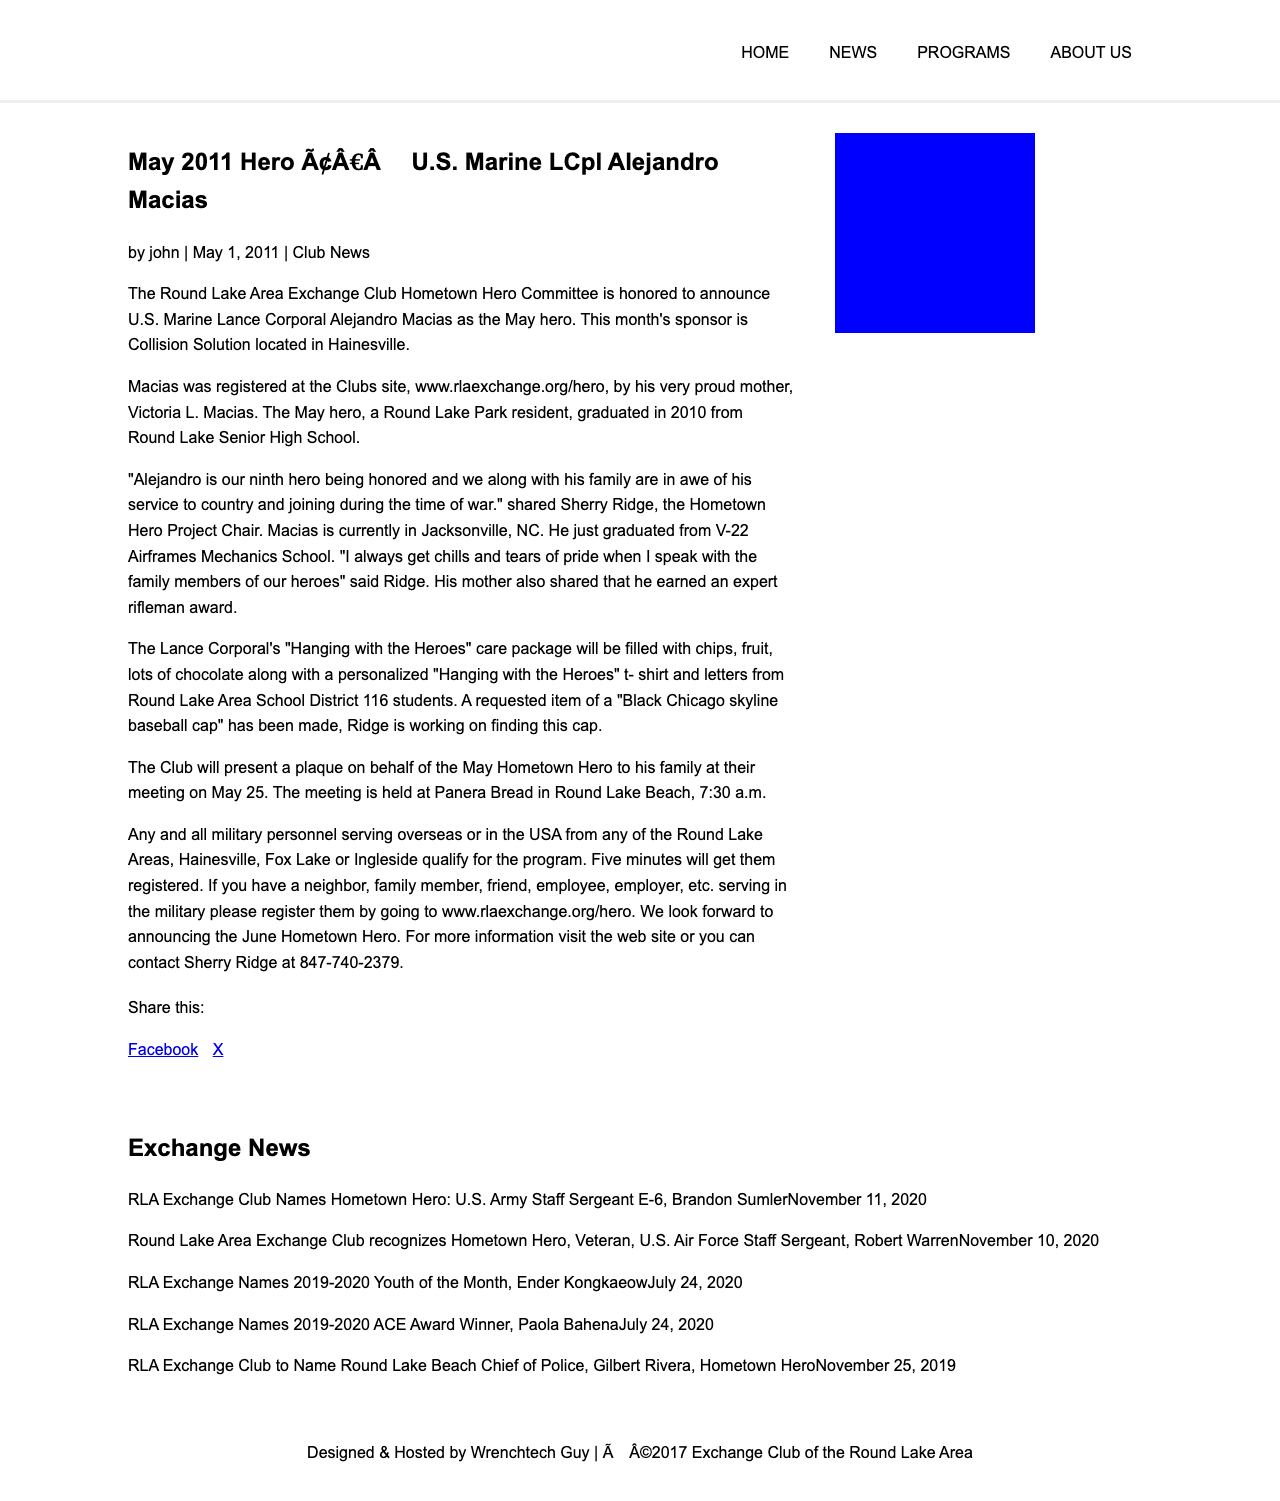 HOME NEWS PROGRAMS ABOUT US
May 2011 Hero Ã¢Â€Â U.S. Marine LCpl Alejandro
Macias
by john | May 1, 2011 | Club News
The Round Lake Area Exchange Club Hometown Hero Committee is honored to announce
U.S. Marine Lance Corporal Alejandro Macias as the May hero. This month's sponsor is
Collision Solution located in Hainesville.
Macias was registered at the Clubs site, www.rlaexchange.org/hero, by his very proud mother,
Victoria L. Macias. The May hero, a Round Lake Park resident, graduated in 2010 from
Round Lake Senior High School.
"Alejandro is our ninth hero being honored and we along with his family are in awe of his
service to country and joining during the time of war." shared Sherry Ridge, the Hometown
Hero Project Chair. Macias is currently in Jacksonville, NC. He just graduated from V-22
Airframes Mechanics School. "I always get chills and tears of pride when I speak with the
family members of our heroes" said Ridge. His mother also shared that he earned an expert
rifleman award.
The Lance Corporal's "Hanging with the Heroes" care package will be filled with chips, fruit,
lots of chocolate along with a personalized "Hanging with the Heroes" t- shirt and letters from
Round Lake Area School District 116 students. A requested item of a "Black Chicago skyline
baseball cap" has been made, Ridge is working on finding this cap.
The Club will present a plaque on behalf of the May Hometown Hero to his family at their
meeting on May 25. The meeting is held at Panera Bread in Round Lake Beach, 7:30 a.m.
Any and all military personnel serving overseas or in the USA from any of the Round Lake
Areas, Hainesville, Fox Lake or Ingleside qualify for the program. Five minutes will get them
registered. If you have a neighbor, family member, friend, employee, employer, etc. serving in
the military please register them by going to www.rlaexchange.org/hero. We look forward to
announcing the June Hometown Hero. For more information visit the web site or you can
contact Sherry Ridge at 847-740-2379.
Share this:
Facebook X
Exchange News
RLA Exchange Club Names Hometown Hero: U.S. Army Staff Sergeant E-6, Brandon SumlerNovember 11, 2020
Round Lake Area Exchange Club recognizes Hometown Hero, Veteran, U.S. Air Force Staff Sergeant, Robert WarrenNovember 10, 2020
RLA Exchange Names 2019-2020 Youth of the Month, Ender KongkaeowJuly 24, 2020
RLA Exchange Names 2019-2020 ACE Award Winner, Paola BahenaJuly 24, 2020
RLA Exchange Club to Name Round Lake Beach Chief of Police, Gilbert Rivera, Hometown HeroNovember 25, 2019
Designed & Hosted by Wrenchtech Guy | Ã Â©2017 Exchange Club of the Round Lake Area